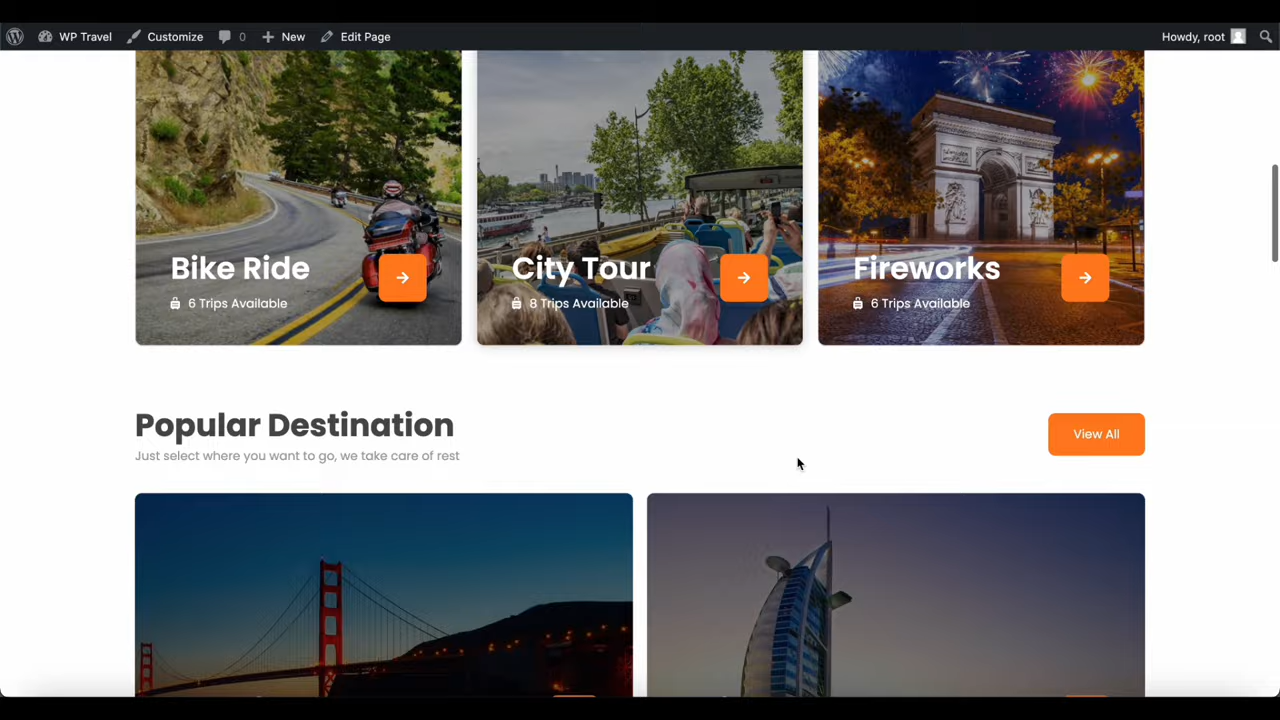 WP Travel Customize 0 New Edit Page Howdy, root
Bike Ride
6 Trips Available
City Tour
8 Trips Available
Fireworks
6 Trips Available
Popular Destination
Just select where you want to go, we take care of rest
View All